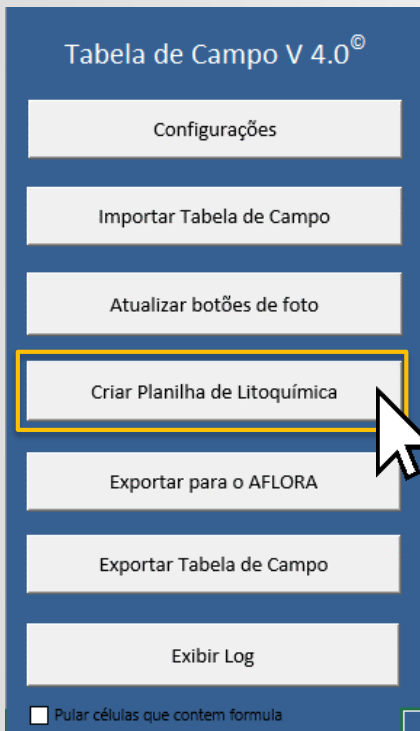 Tabela de Campo V 4.0©
Configurações
Importar Tabela de Campo
Atualizar botões de foto
Criar Planilha de Litoquímica
Exportar para o AFLORA
Exportar Tabela de Campo
Exibir Log
Pular células que contem formula